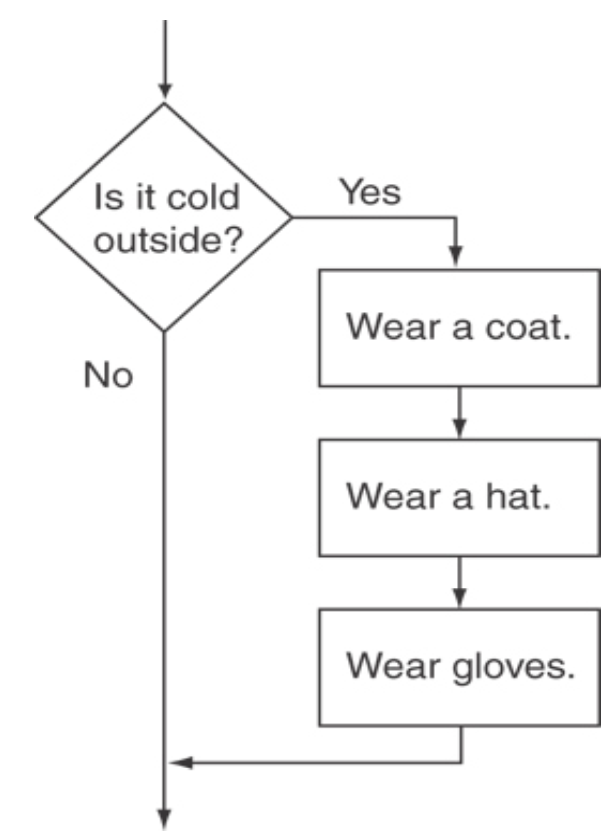 Is it cold
outside?
Yes
Wear a coat.
No
Wear a hat.
Wear gloves.